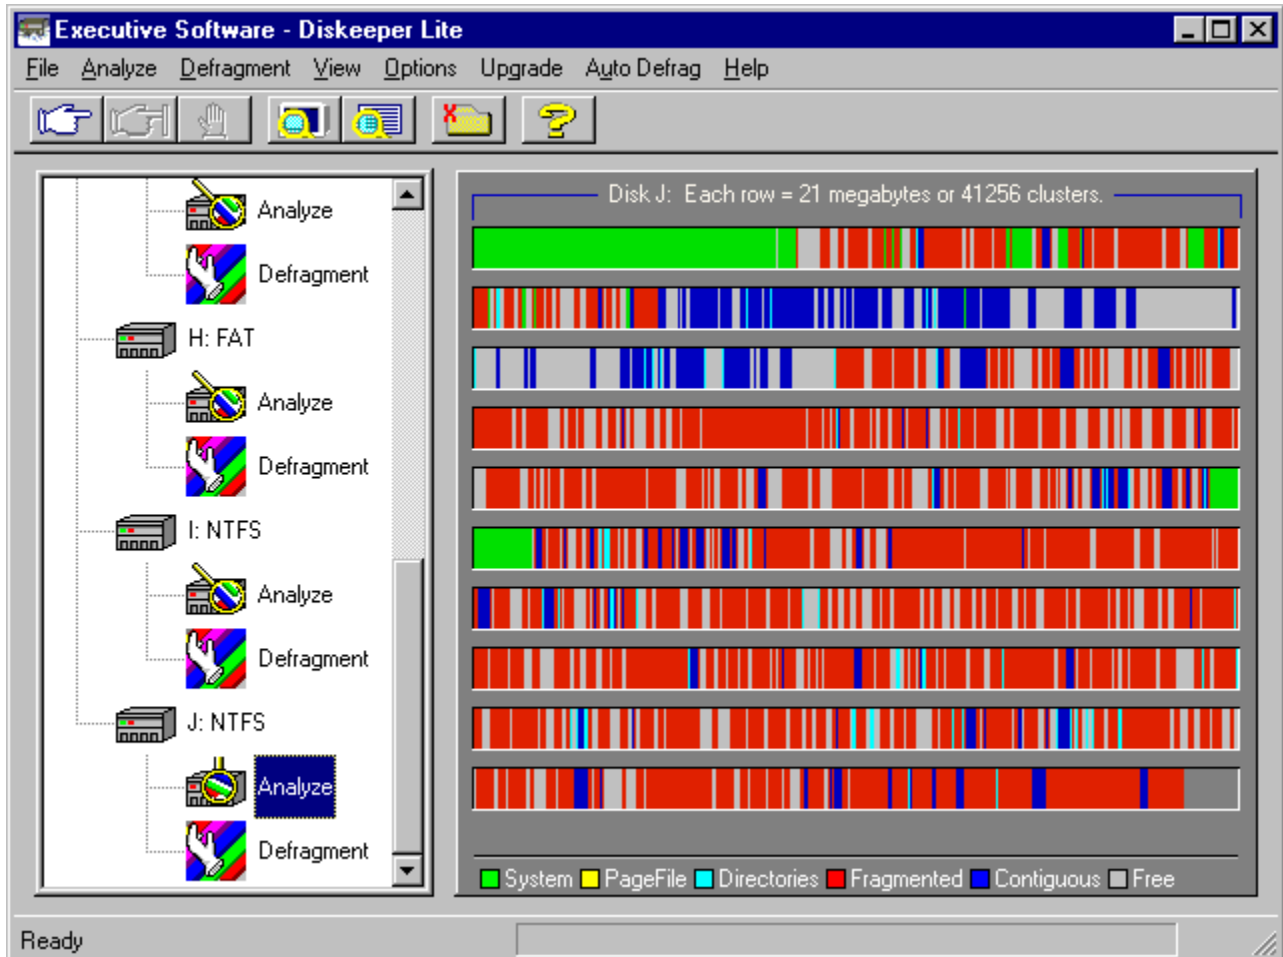 Executive Software - Diskeeper Lite
File Analyze Defragment View Options Upgrade Auto Defrag Help
Analyze
Defragment
H: FAT
Analyze
Defragment
I: NTFS
Analyze
Defragment
J: NTFS
Analyze
Defragment
Disk J: Each row = 21 megabytes or 41256 clusters.
System PageFile Directories Fragmented Contiguous Free
Ready